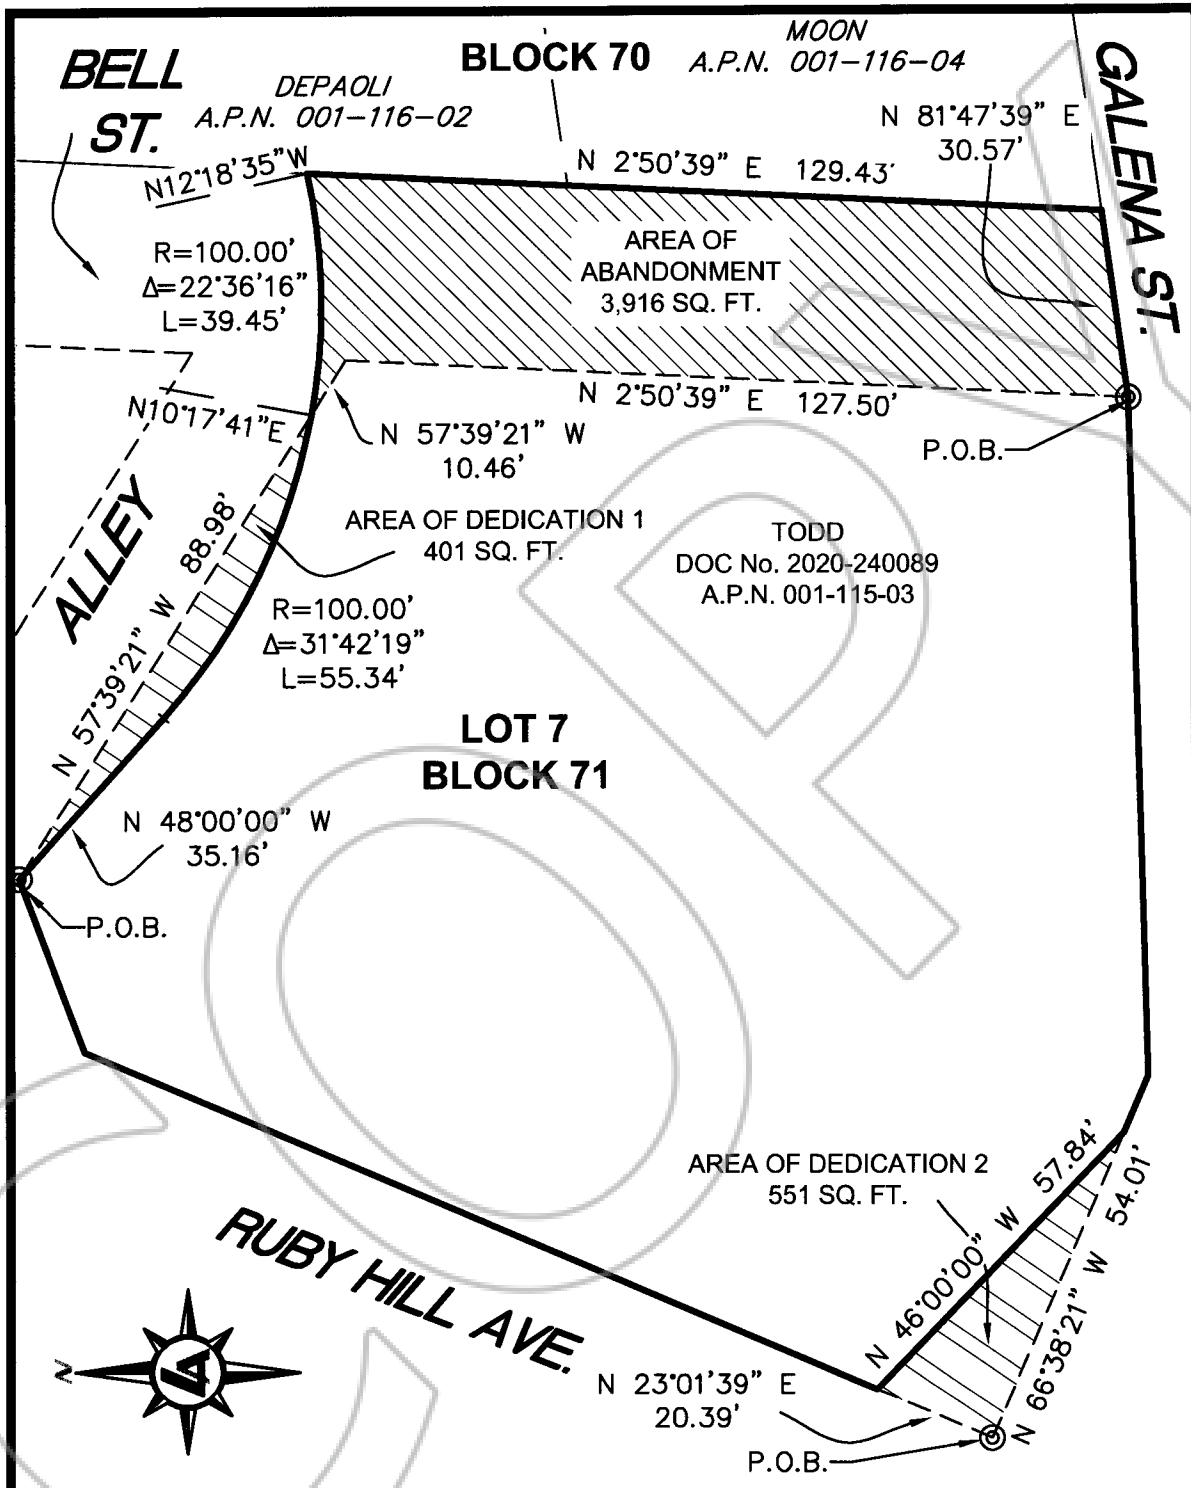 BELL
ST.
DEPAOLI
A.P.N. 001-116-02
BLOCK 70
MOON
A.P.N. 001-116-04
GALENA ST.
N 81°47'39" E
30.57'
N12°18'35"W
N 2°50'39" E 129.43'
R=100.00'
Δ=22°36'16"
L=39.45'
AREA OF
ABANDONMENT
3,916 SQ. FT.
N10°17'41"E
N 2°50'39" E 127.50'
N 57°39'21" W
10.46'
P.O.B.
ALLEY
N 57°39'21" W 88.98'
AREA OF DEDICATION 1
401 SQ. FT.
TODD
DOC No. 2020-240089
A.P.N. 001-115-03
R=100.00'
Δ=31°42'19"
L=55.34'
LOT 7
BLOCK 71
N 48°00'00" W
35.16'
P.O.B.
AREA OF DEDICATION 2
551 SQ. FT.
N 46°00'00" W 57.84'
N 66°38'21" W 54.01'
RUBY HILL AVE.
N 23°01'39" E
20.39'
P.O.B.
N
COPY